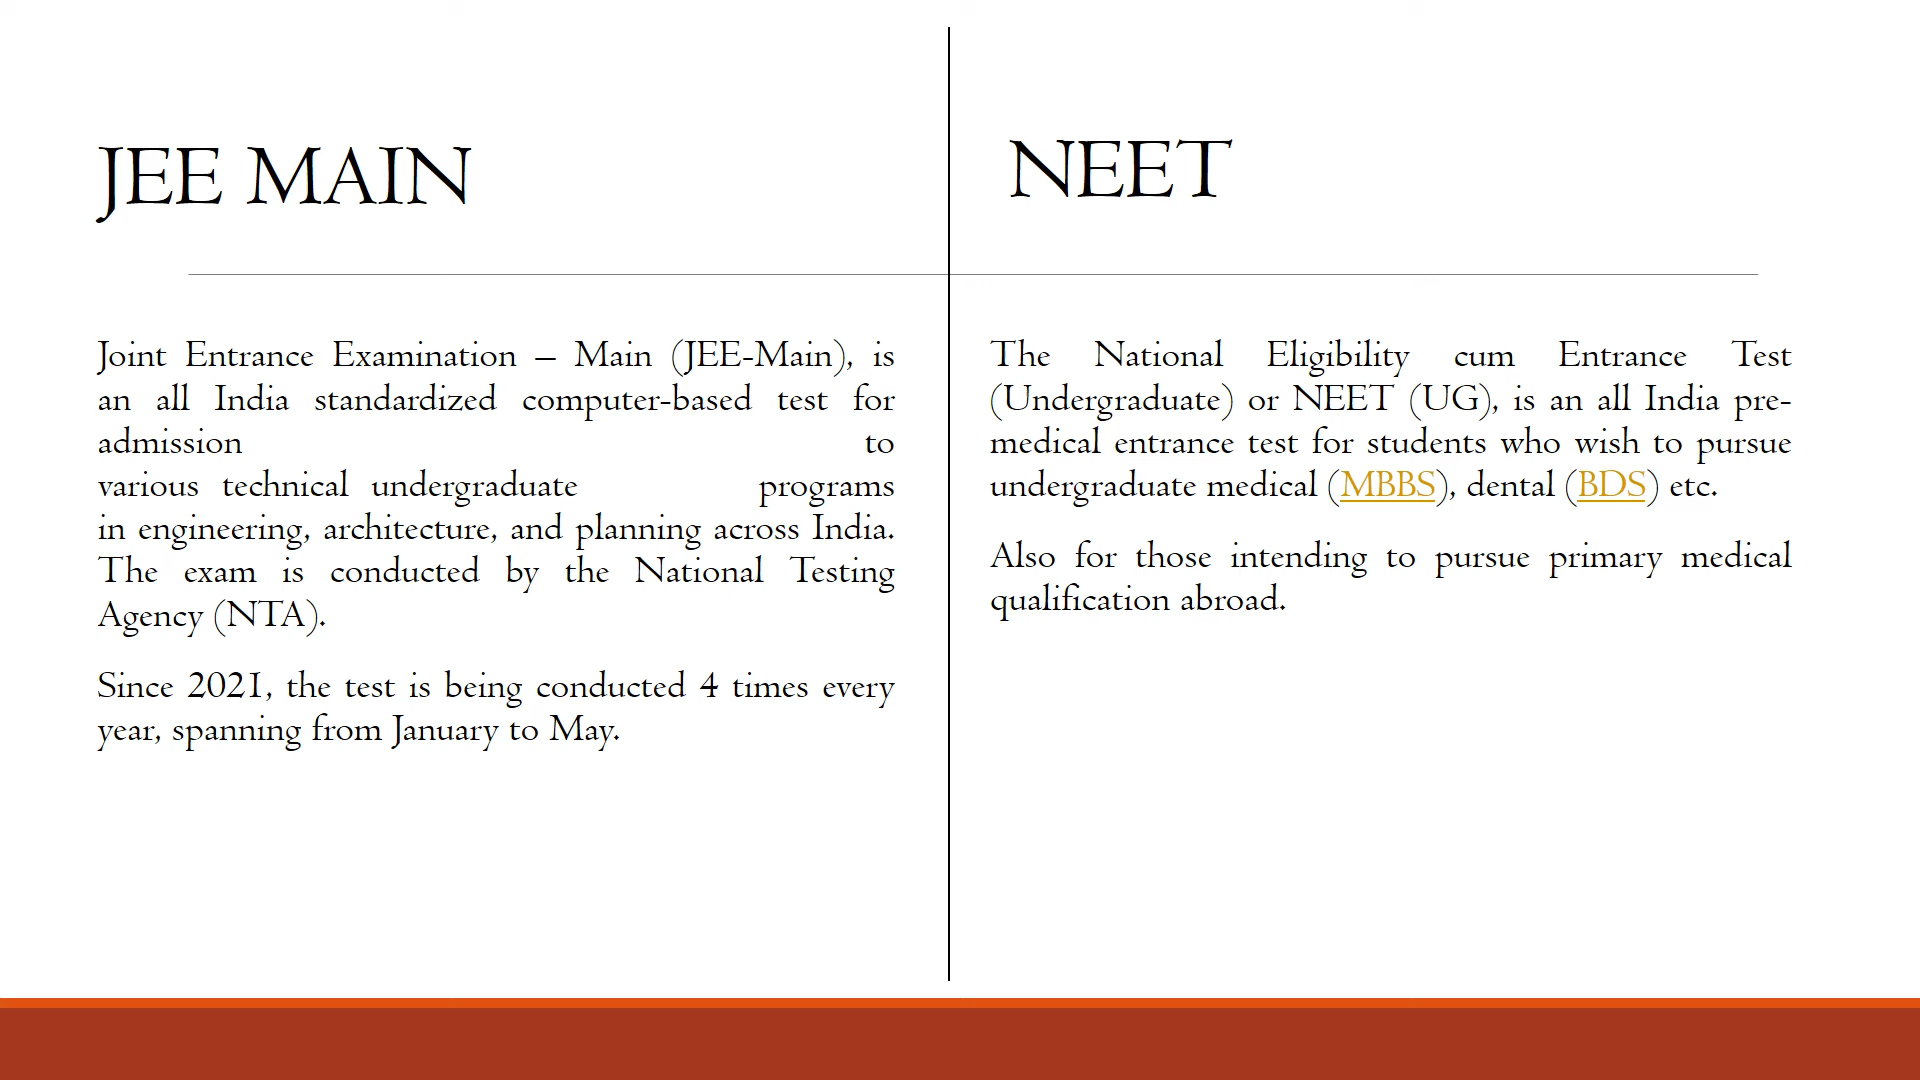 JEE MAIN
Joint Entrance Examination – Main (JEE-Main), is
an all India standardized computer-based test for
admission to
various technical undergraduate programs
in engineering, architecture, and planning across India.
The exam is conducted by the National Testing
Agency (NTA).
Since 2021, the test is being conducted 4 times every
year, spanning from January to May.
NEET
The National Eligibility cum Entrance Test
(Undergraduate) or NEET (UG), is an all India pre-
medical entrance test for students who wish to pursue
undergraduate medical (MBBS), dental (BDS) etc.
Also for those intending to pursue primary medical
qualification abroad.